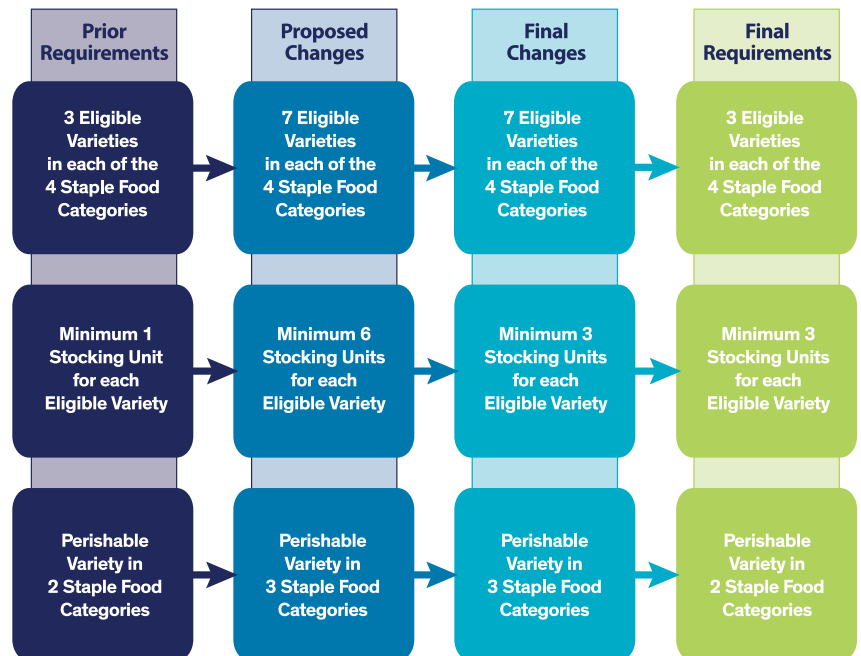 Prior
Requirements
Proposed
Changes
Final
Changes
Final
Requirements
3 Eligible
Varieties
in each of the
4 Staple Food
Categories
7 Eligible
Varieties
in each of the
4 Staple Food
Categories
7 Eligible
Varieties
in each of the
4 Staple Food
Categories
3 Eligible
Varieties
in each of the
4 Staple Food
Categories
Minimum 1
Stocking Unit
for each
Eligible Variety
Minimum 6
Stocking Units
for each
Eligible Variety
Minimum 3
Stocking Units
for each
Eligible Variety
Minimum 3
Stocking Units
for each
Eligible Variety
Perishable
Variety in
2 Staple Food
Categories
Perishable
Variety in
3 Staple Food
Categories
Perishable
Variety in
3 Staple Food
Categories
Perishable
Variety in
2 Staple Food
Categories